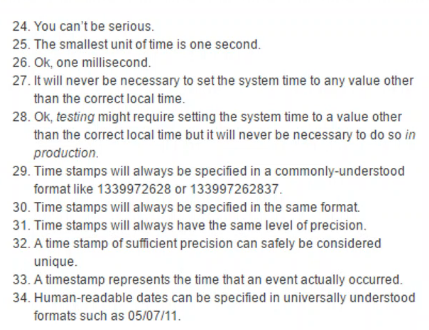 24. You can't be serious.
25. The smallest unit of time is one second.
26. Ok, one millisecond.
27. It will never be necessary to set the system time to any value other
than the correct local time.
28. Ok, testing might require setting the system time to a value other
than the correct local time but it will never be necessary to do so in
production.
29. Time stamps will always be specified in a commonly-understood
format like 1339972628 or 133997262837.
30. Time stamps will always be specified in the same format.
31. Time stamps will always have the same level of precision.
32. A time stamp of sufficient precision can safely be considered
unique.
33. A timestamp represents the time that an event actually occurred.
34. Human-readable dates can be specified in universally understood
formats such as 05/07/11.